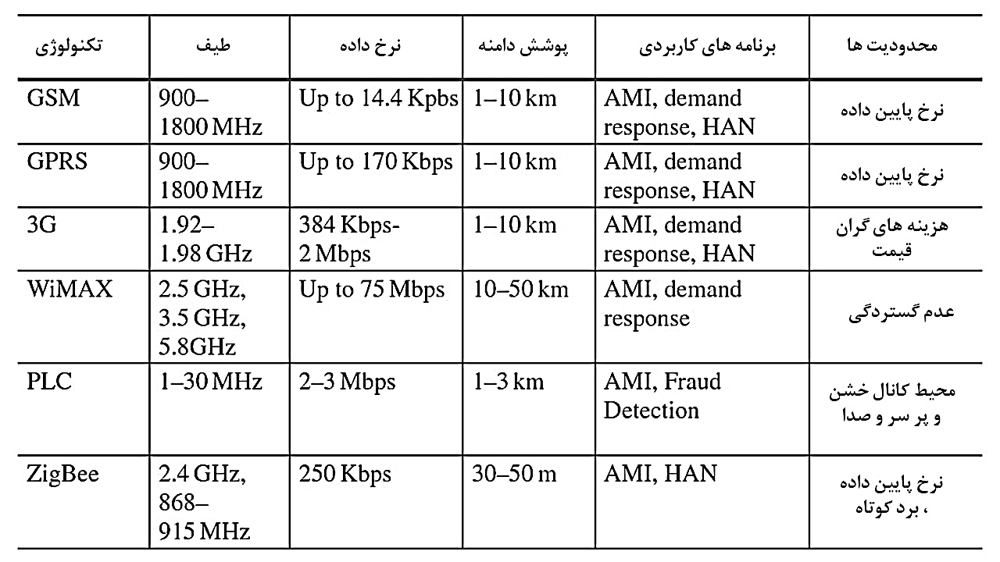 تکنولوژی
طیف
نرخ داده
پوشش دامنه
برنامه های کاربردی
محدودیت ها
GSM
900–
1800 MHz
Up to 14.4 Kpbs
1–10 km
AMI, demand
response, HAN
نرخ پایین داده
GPRS
900–
1800 MHz
Up to 170 Kbps
1–10 km
AMI, demand
response, HAN
نرخ پایین داده
3G
1.92–
1.98 GHz
384 Kbps-
2 Mbps
1–10 km
AMI, demand
response, HAN
هزینه های گران
قیمت
WiMAX
2.5 GHz,
3.5 GHz,
5.8GHz
Up to 75 Mbps
10–50 km
AMI, demand
response
عدم گستردگی
PLC
1–30 MHz
2–3 Mbps
1–3 km
AMI, Fraud
Detection
محیط کانال خشن
و پر سر و صدا
ZigBee
2.4 GHz,
868–
915 MHz
250 Kbps
30–50 m
AMI, HAN
نرخ پایین داده
، برد کوتاه